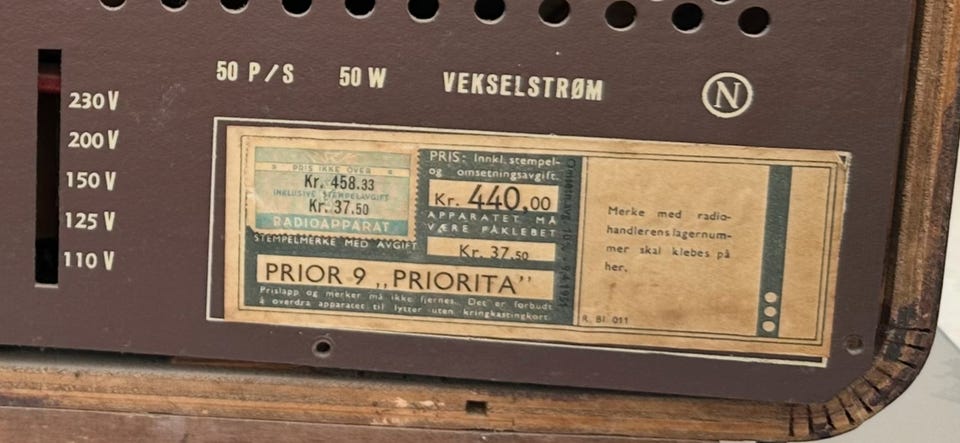 50 P/S 50 W VEKSELSTRØM N
230 V
200 V
150 V
125 V
110 V
PRIS IKKE OVER
Kr. 458.33
INKLUSIVE STEMPELAVGIFT
Kr. 37.50
RADIOAPPARAT
STEMPELMERKE MED AVGIFT
PRIS: Innkl. stempel-
og omsetningsavgift.
Kr. 440,00
APPARATET MÅ
VÆRE PÅKLEBET
Kr. 37.50
PRIOR 9 „PRIORITA"
Prislapp og merker må ikke fjernes. Det er forbudt
å overdra apparatet til lytter uten kringkastingkort.
Merke med radio-
handlerens lagernum-
mer skal klebes på
her.
R. BI 011